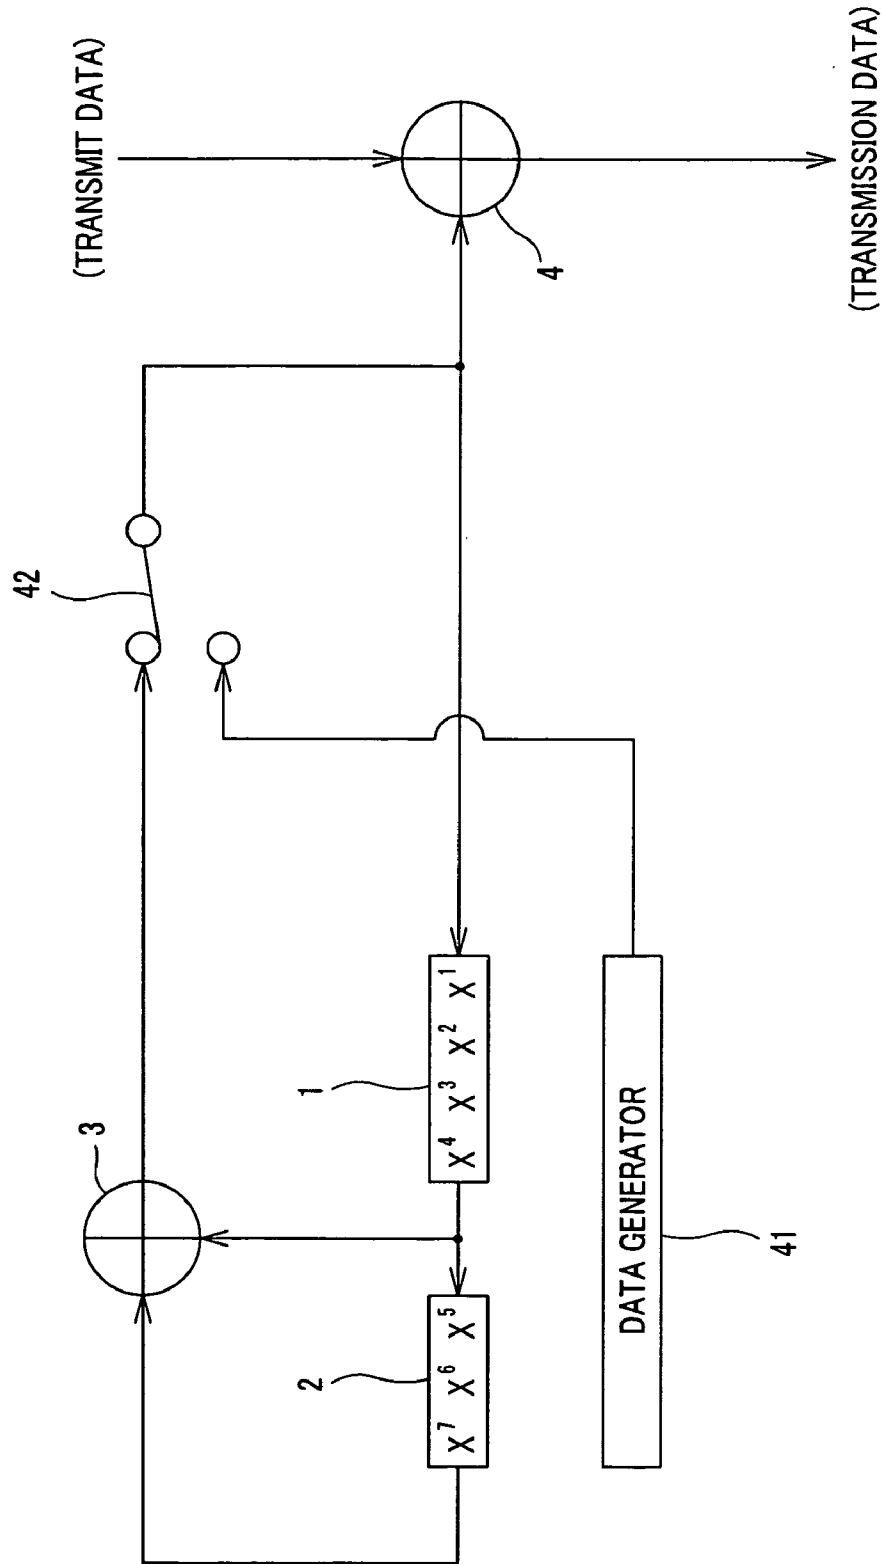 (TRANSMIT DATA)
(TRANSMISSION DATA)
4
42
3
1
X⁴ X³ X² X¹
2
X⁷ X⁶ X⁵
DATA GENERATOR
41